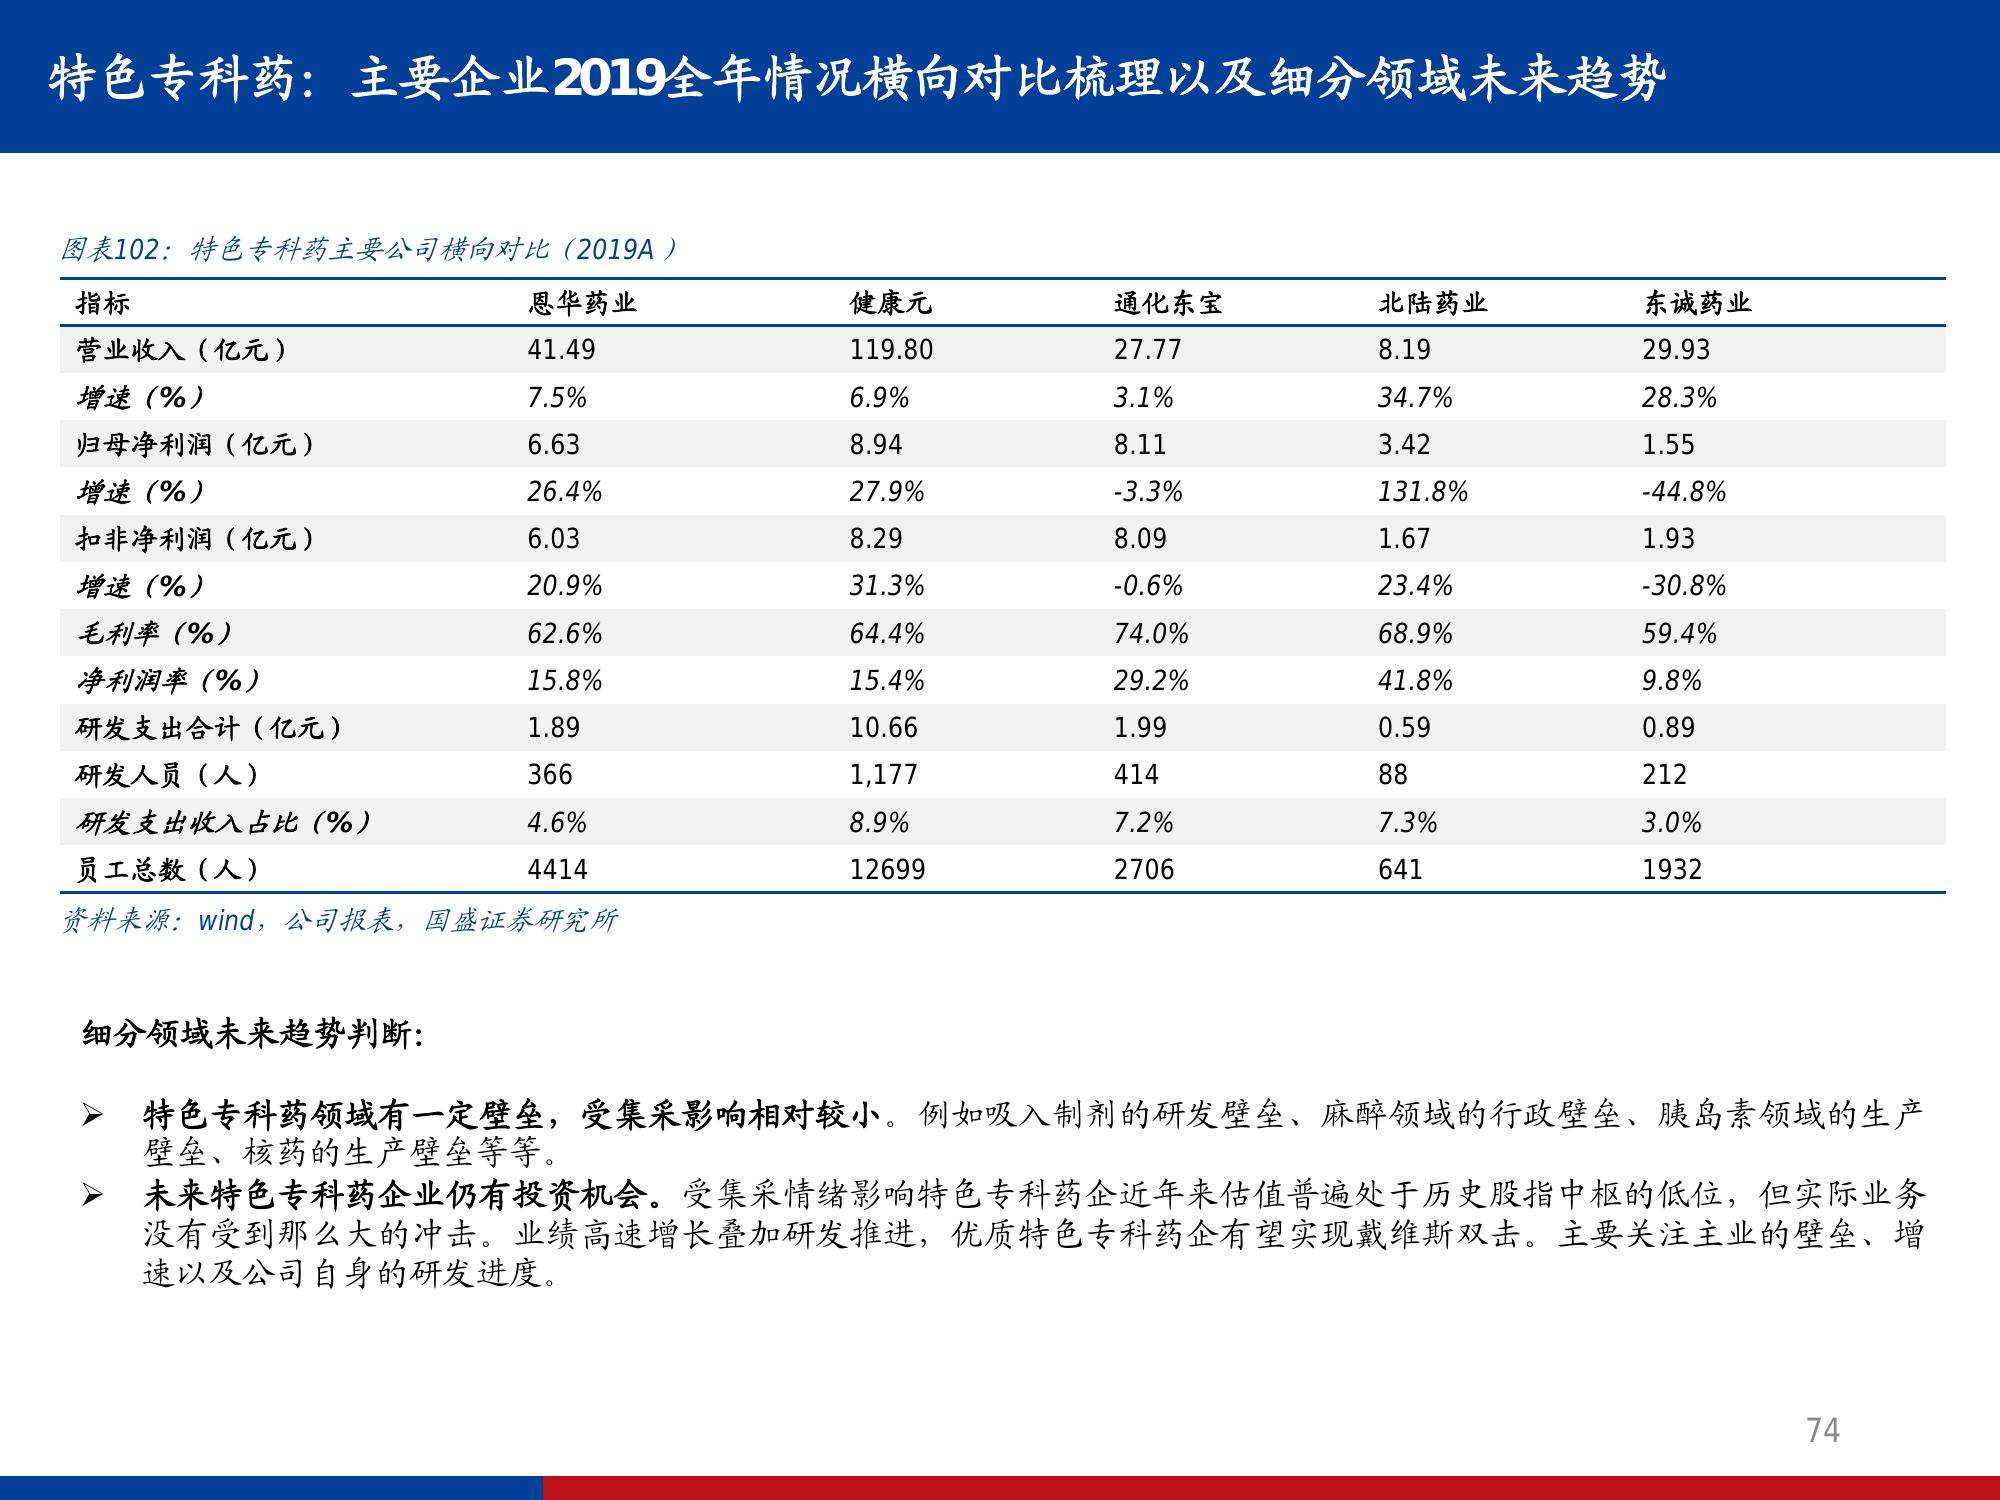 特色专科药：主要企业2019全年情况横向对比梳理以及细分领域未来趋势
图表102：特色专科药主要公司横向对比（2019A ）
指标 恩华药业 健康元 通化东宝 北陆药业 东诚药业
营业收入（亿元） 41.49 119.80 27.77 8.19 29.93
增速（%） 7.5% 6.9% 3.1% 34.7% 28.3%
归母净利润（亿元） 6.63 8.94 8.11 3.42 1.55
增速（%） 26.4% 27.9% -3.3% 131.8% -44.8%
扣非净利润（亿元） 6.03 8.29 8.09 1.67 1.93
增速（%） 20.9% 31.3% -0.6% 23.4% -30.8%
毛利率（%） 62.6% 64.4% 74.0% 68.9% 59.4%
净利润率（%） 15.8% 15.4% 29.2% 41.8% 9.8%
研发支出合计（亿元） 1.89 10.66 1.99 0.59 0.89
研发人员（人） 366 1,177 414 88 212
研发支出收入占比（%） 4.6% 8.9% 7.2% 7.3% 3.0%
员工总数（人） 4414 12699 2706 641 1932
资料来源：wind，公司报表，国盛证券研究所
细分领域未来趋势判断：
➢ 特色专科药领域有一定壁垒，受集采影响相对较小。例如吸入制剂的研发壁垒、麻醉领域的行政壁垒、胰岛素领域的生产
壁垒、核药的生产壁垒等等。
➢ 未来特色专科药企业仍有投资机会。受集采情绪影响特色专科药企近年来估值普遍处于历史股指中枢的低位，但实际业务
没有受到那么大的冲击。业绩高速增长叠加研发推进，优质特色专科药企有望实现戴维斯双击。主要关注主业的壁垒、增
速以及公司自身的研发进度。
74